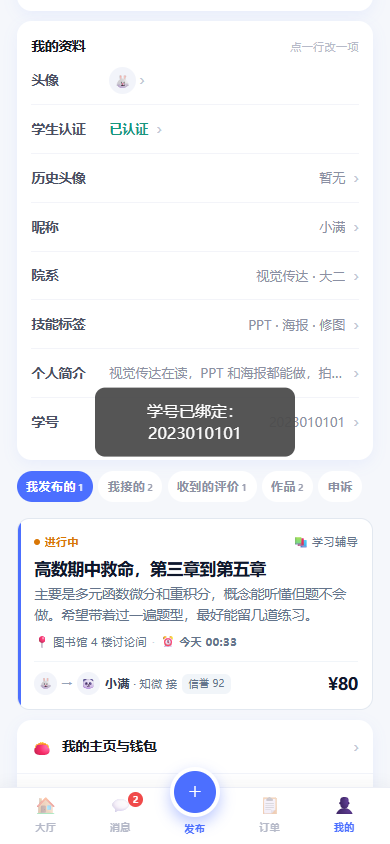 我的资料 点一行改一项
头像 ›
学生认证 已认证 ›
历史头像 暂无 ›
昵称 小满 ›
院系 视觉传达 · 大二 ›
技能标签 PPT · 海报 · 修图 ›
个人简介 视觉传达在读，PPT 和海报都能做，拍... ›
学号 2023010101 ›
学号已绑定：
2023010101
我发布的 1 我接的 2 收到的评价 1 作品 2 申诉
进行中 学习辅导
高数期中救命，第三章到第五章
主要是多元函数微分和重积分，概念能听懂但题不会
做。希望带着过一遍题型，最好能留几道练习。
图书馆 4 楼讨论间 · 今天 00:33
→ 小满 · 知微 接 信誉 92 ¥80
我的主页与钱包 ›
大厅 消息 2 + 发布 订单 我的